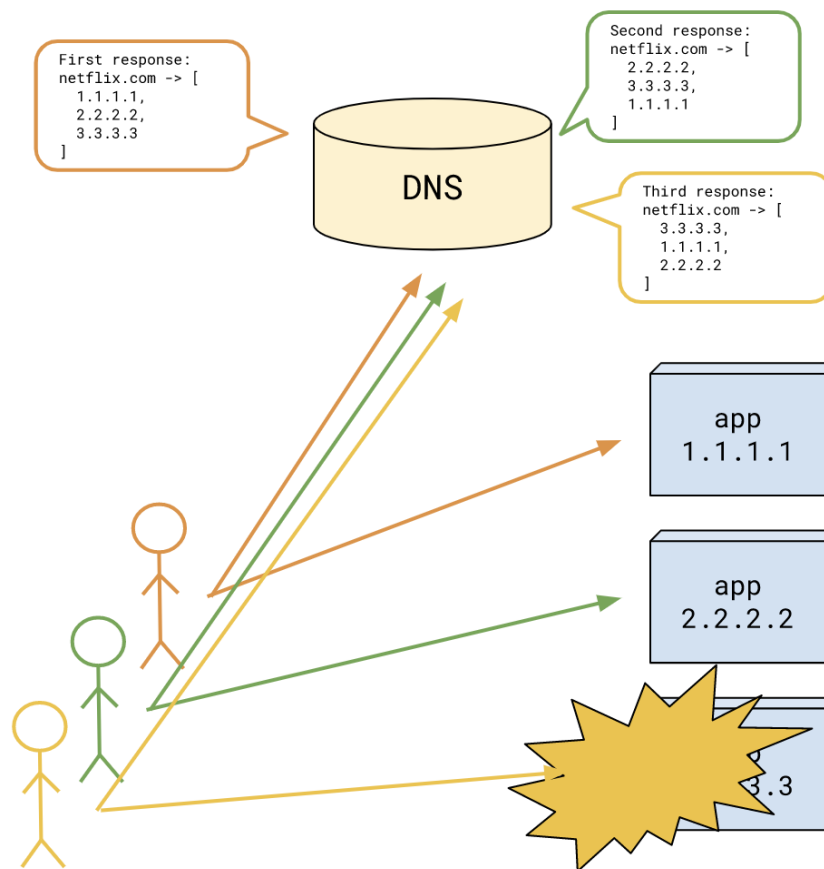 First response:
netflix.com -> [
1.1.1.1,
2.2.2.2,
3.3.3.3
]
Second response:
netflix.com -> [
2.2.2.2,
3.3.3.3,
1.1.1.1
]
DNS
Third response:
netflix.com -> [
3.3.3.3,
1.1.1.1,
2.2.2.2
]
app
1.1.1.1
app
2.2.2.2
3.3